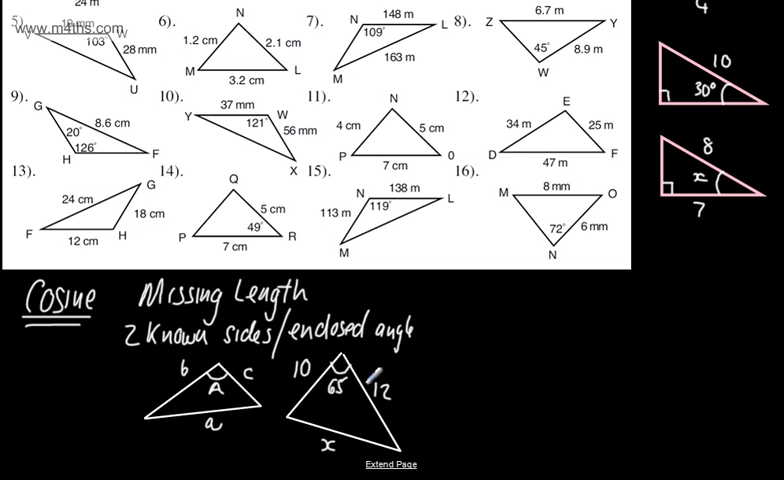 24 m
4
5)
19 mm
www.m4ths.com
W
103°
28 mm
U
6).
N
1.2 cm
2.1 cm
M
L
3.2 cm
7).
148 m
N
L
109°
163 m
M
8).
6.7 m
Z
Y
45°
8.9 m
W
10
30°
9).
G
8.6 cm
20°
126°
H
F
10).
37 mm
Y
W
121°
56 mm
X
11).
N
4 cm
5 cm
P
O
7 cm
12).
E
34 m
25 m
D
F
47 m
8
x
7
13).
G
24 cm
18 cm
F
H
12 cm
14).
Q
5 cm
49°
P
R
7 cm
15).
138 m
N
L
113 m
119°
M
16).
8 mm
M
O
72°
6 mm
N
Cosine Missing Length
2 Known sides/enclosed angle
b
c
A
a
10
65
12
x
Extend Page